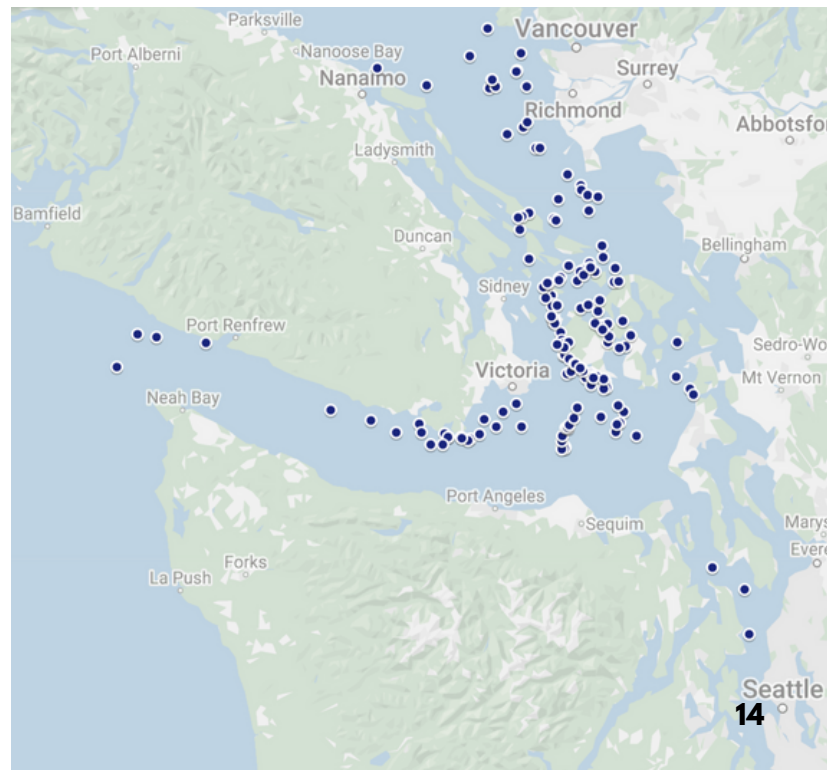 Parksville
Vancouver
Port Alberni
Nanoose Bay
Nanaimo
Surrey
Richmond
Abbotsfo
Ladysmith
Bamfield
Duncan
Bellingham
Sidney
Port Renfrew
Sedro-Wo
Victoria
Mt Vernon
Neah Bay
Port Angeles
Sequim
Marys
Evere
Forks
La Push
Seattle
14